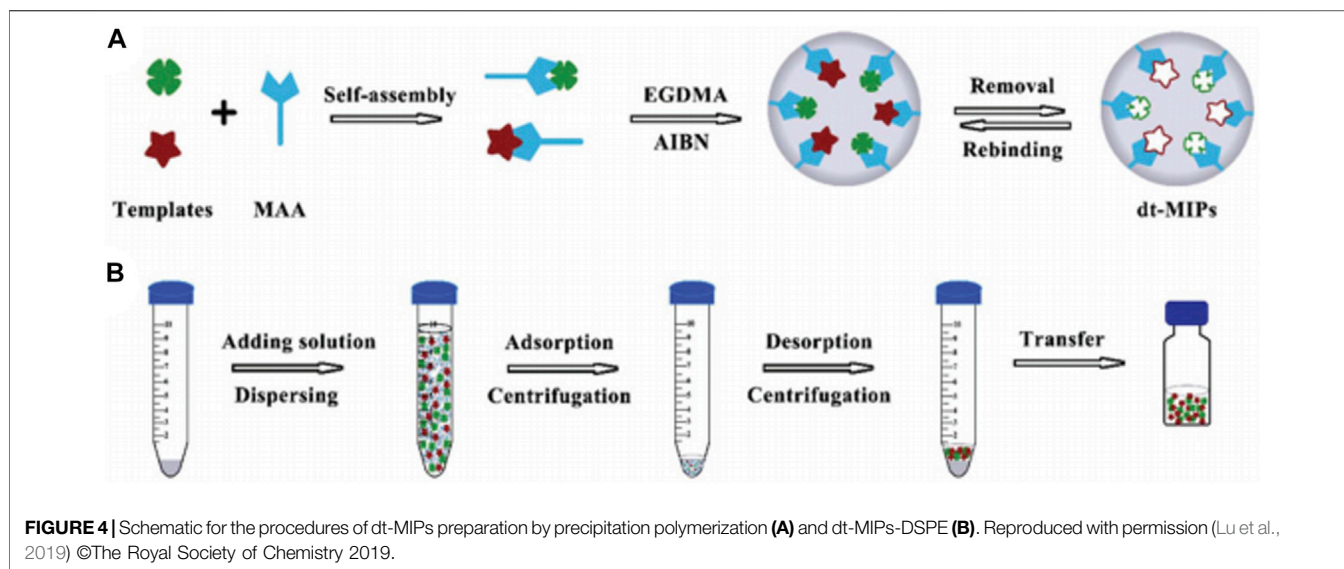 A
Templates
MAA
Self-assembly
EGDMA
AIBN
Removal
Rebinding
dt-MIPs
B
Adding solution
Dispersing
Adsorption
Centrifugation
Desorption
Centrifugation
Transfer
FIGURE 4 | Schematic for the procedures of dt-MIPs preparation by precipitation polymerization (A) and dt-MIPs-DSPE (B). Reproduced with permission (Lu et al.,
2019) ©The Royal Society of Chemistry 2019.